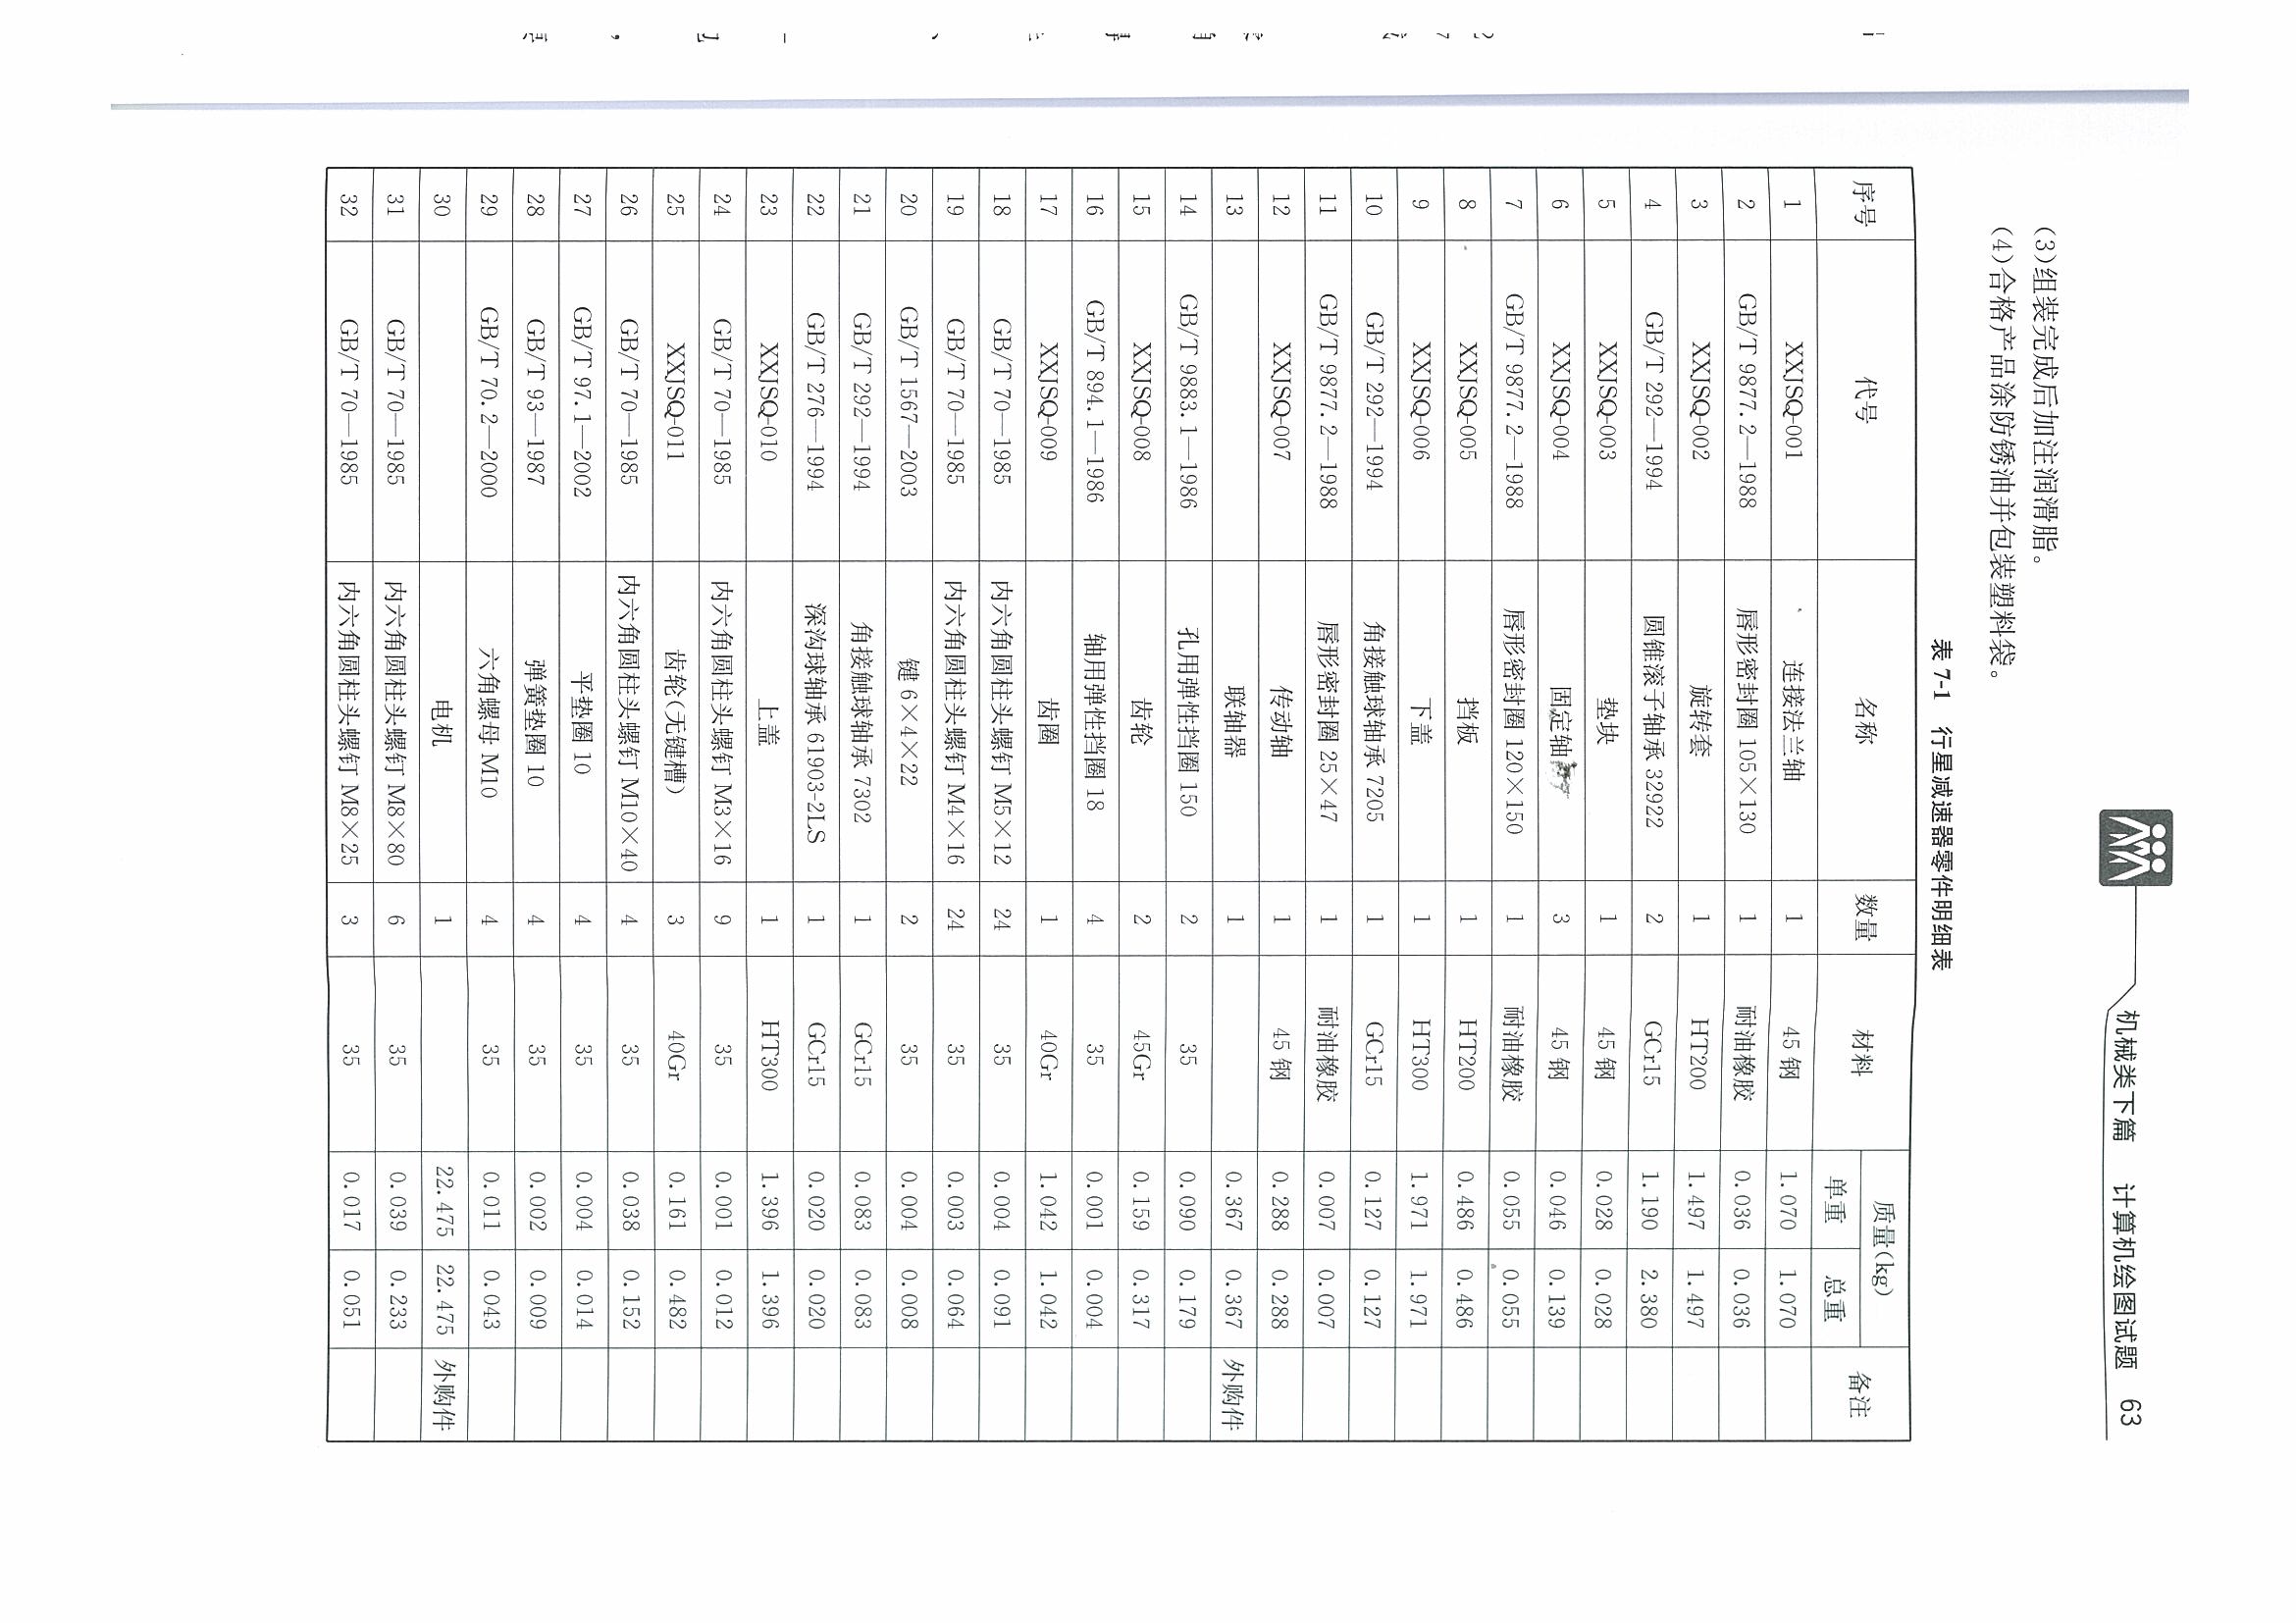 机械类下篇 计算机绘图试题 63
(3)组装完成后加注润滑脂。
(4)合格产品涂防锈油并包装塑料袋。
表 7-1 行星减速器零件明细表
序号 代号 名称 数量 材料 质量(kg) 备注
单重 总重
1 XXJSQ-001 连接法兰轴 1 45 钢 1.070 1.070
2 GB/T 9877.2—1988 唇形密封圈 105×130 1 耐油橡胶 0.036 0.036
3 XXJSQ-002 旋转套 1 HT200 1.497 1.497
4 GB/T 292—1994 圆锥滚子轴承 32922 2 GCr15 1.190 2.380
5 XXJSQ-003 垫块 1 45 钢 0.028 0.028
6 XXJSQ-004 固定轴 3 45 钢 0.046 0.139
7 GB/T 9877.2—1988 唇形密封圈 120×150 1 耐油橡胶 0.055 0.055
8 XXJSQ-005 挡板 1 HT200 0.486 0.486
9 XXJSQ-006 下盖 1 HT300 1.971 1.971
10 GB/T 292—1994 角接触球轴承 7205 1 GCr15 0.127 0.127
11 GB/T 9877.2—1988 唇形密封圈 25×47 1 耐油橡胶 0.007 0.007
12 XXJSQ-007 传动轴 1 45 钢 0.288 0.288
13 联轴器 1 0.367 0.367 外购件
14 GB/T 9883.1—1986 孔用弹性挡圈 150 2 35 0.090 0.179
15 XXJSQ-008 齿轮 2 45Gr 0.159 0.317
16 GB/T 894.1—1986 轴用弹性挡圈 18 4 35 0.001 0.004
17 XXJSQ-009 齿圈 1 40Gr 1.042 1.042
18 GB/T 70—1985 内六角圆柱头螺钉 M5×12 24 35 0.004 0.091
19 GB/T 70—1985 内六角圆柱头螺钉 M4×16 24 35 0.003 0.064
20 GB/T 1567—2003 键 6×4×22 2 35 0.004 0.008
21 GB/T 292—1994 角接触球轴承 7302 1 GCr15 0.083 0.083
22 GB/T 276—1994 深沟球轴承 61903-2LS 1 GCr15 0.020 0.020
23 XXJSQ-010 上盖 1 HT300 1.396 1.396
24 GB/T 70—1985 内六角圆柱头螺钉 M3×16 9 35 0.001 0.012
25 XXJSQ-011 齿轮(无键槽) 3 40Gr 0.161 0.482
26 GB/T 70—1985 内六角圆柱头螺钉 M10×40 4 35 0.038 0.152
27 GB/T 97.1—2002 平垫圈 10 4 35 0.004 0.014
28 GB/T 93—1987 弹簧垫圈 10 4 35 0.002 0.009
29 GB/T 70.2—2000 六角螺母 M10 4 35 0.011 0.043
30 电机 1 22.475 22.475 外购件
31 GB/T 70—1985 内六角圆柱头螺钉 M8×80 6 35 0.039 0.233
32 GB/T 70—1985 内六角圆柱头螺钉 M8×25 3 35 0.017 0.051